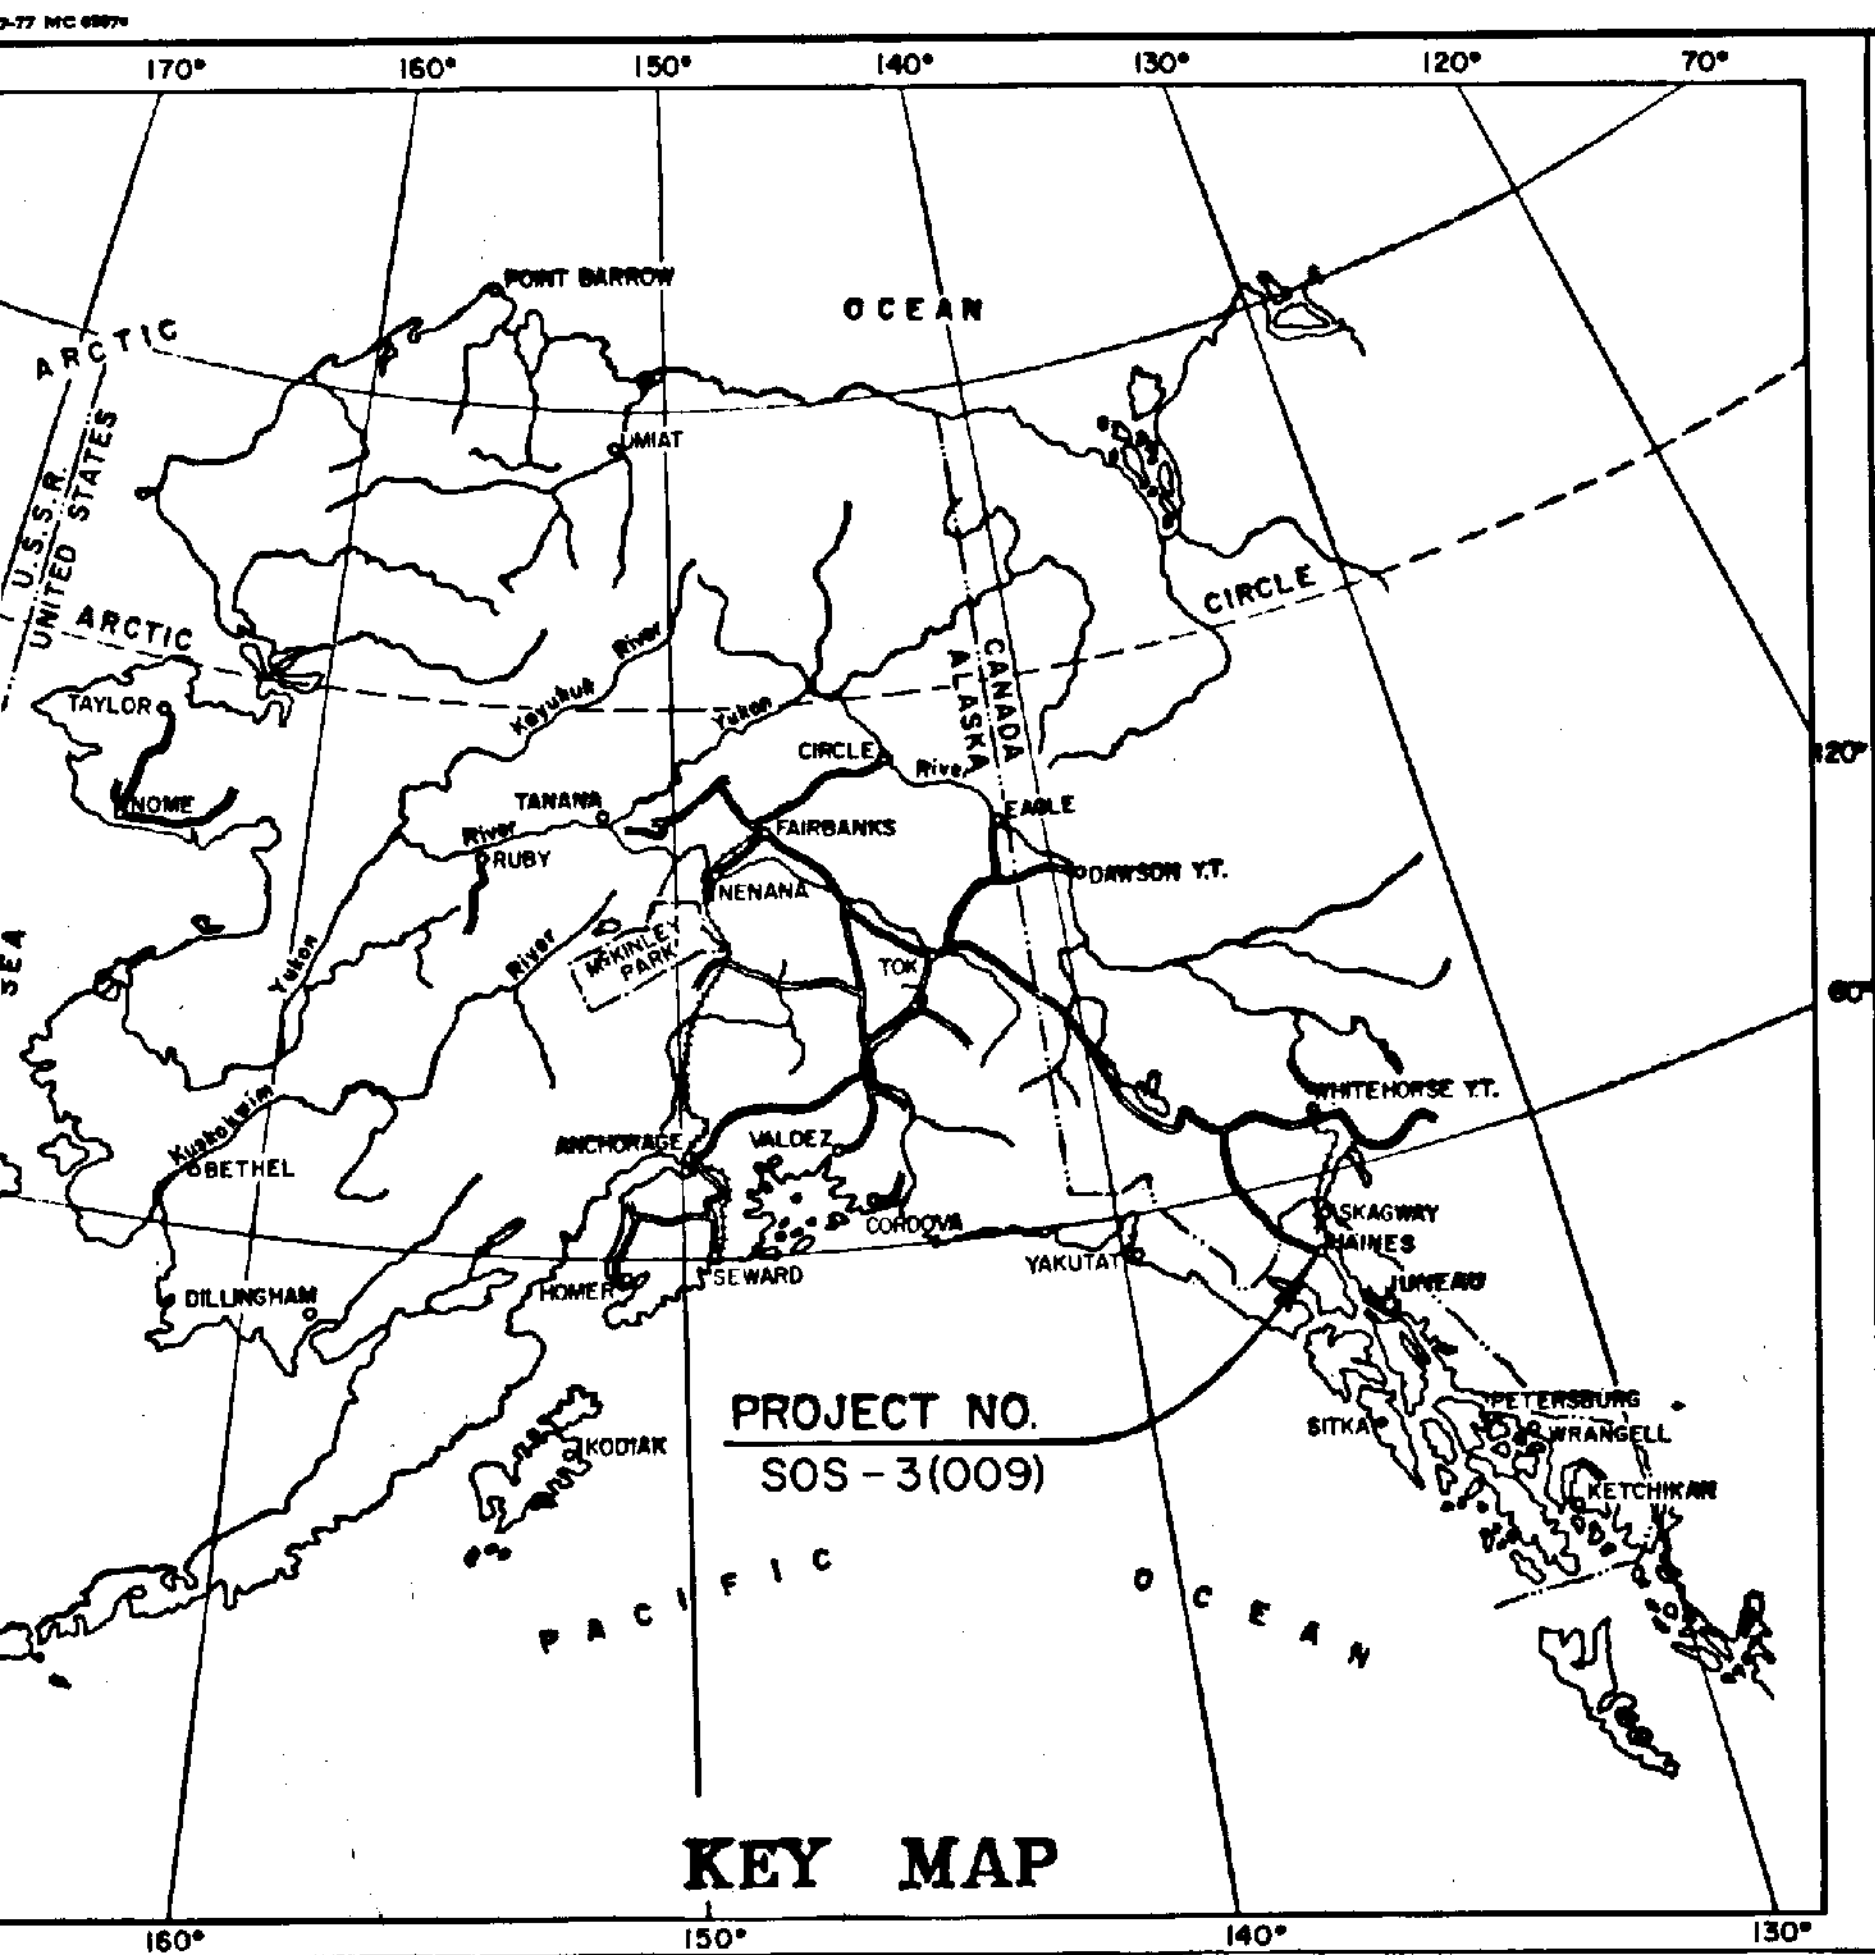 170° 160° 150° 140° 130° 120° 70°
POINT BARROW
OCEAN
ARCTIC
UMIAT
U.S.S.R.
UNITED STATES
ARCTIC
CIRCLE
River
Koyukuk
CANADA
ALASKA
TAYLOR
Yukon
CIRCLE
River
120°
NOME
TANANA
EAGLE
River
FAIRBANKS
RUBY
DAWSON Y.T.
NENANA
SEA
Yukon
River
McKINLEY
PARK
TOK
60°
WHITEHORSE Y.T.
Kuskokwim
ANCHORAGE
VALDEZ
BETHEL
SKAGWAY
CORDOVA
HAINES
YAKUTAT
SEWARD
HOMER
DILLINGHAM
JUNEAU
PETERSBURG
PROJECT NO.
SITKA
WRANGELL
KODIAK
SOS-3(009)
KETCHIKAN
PACIFIC
OCEAN
KEY MAP
160° 150° 140° 130°